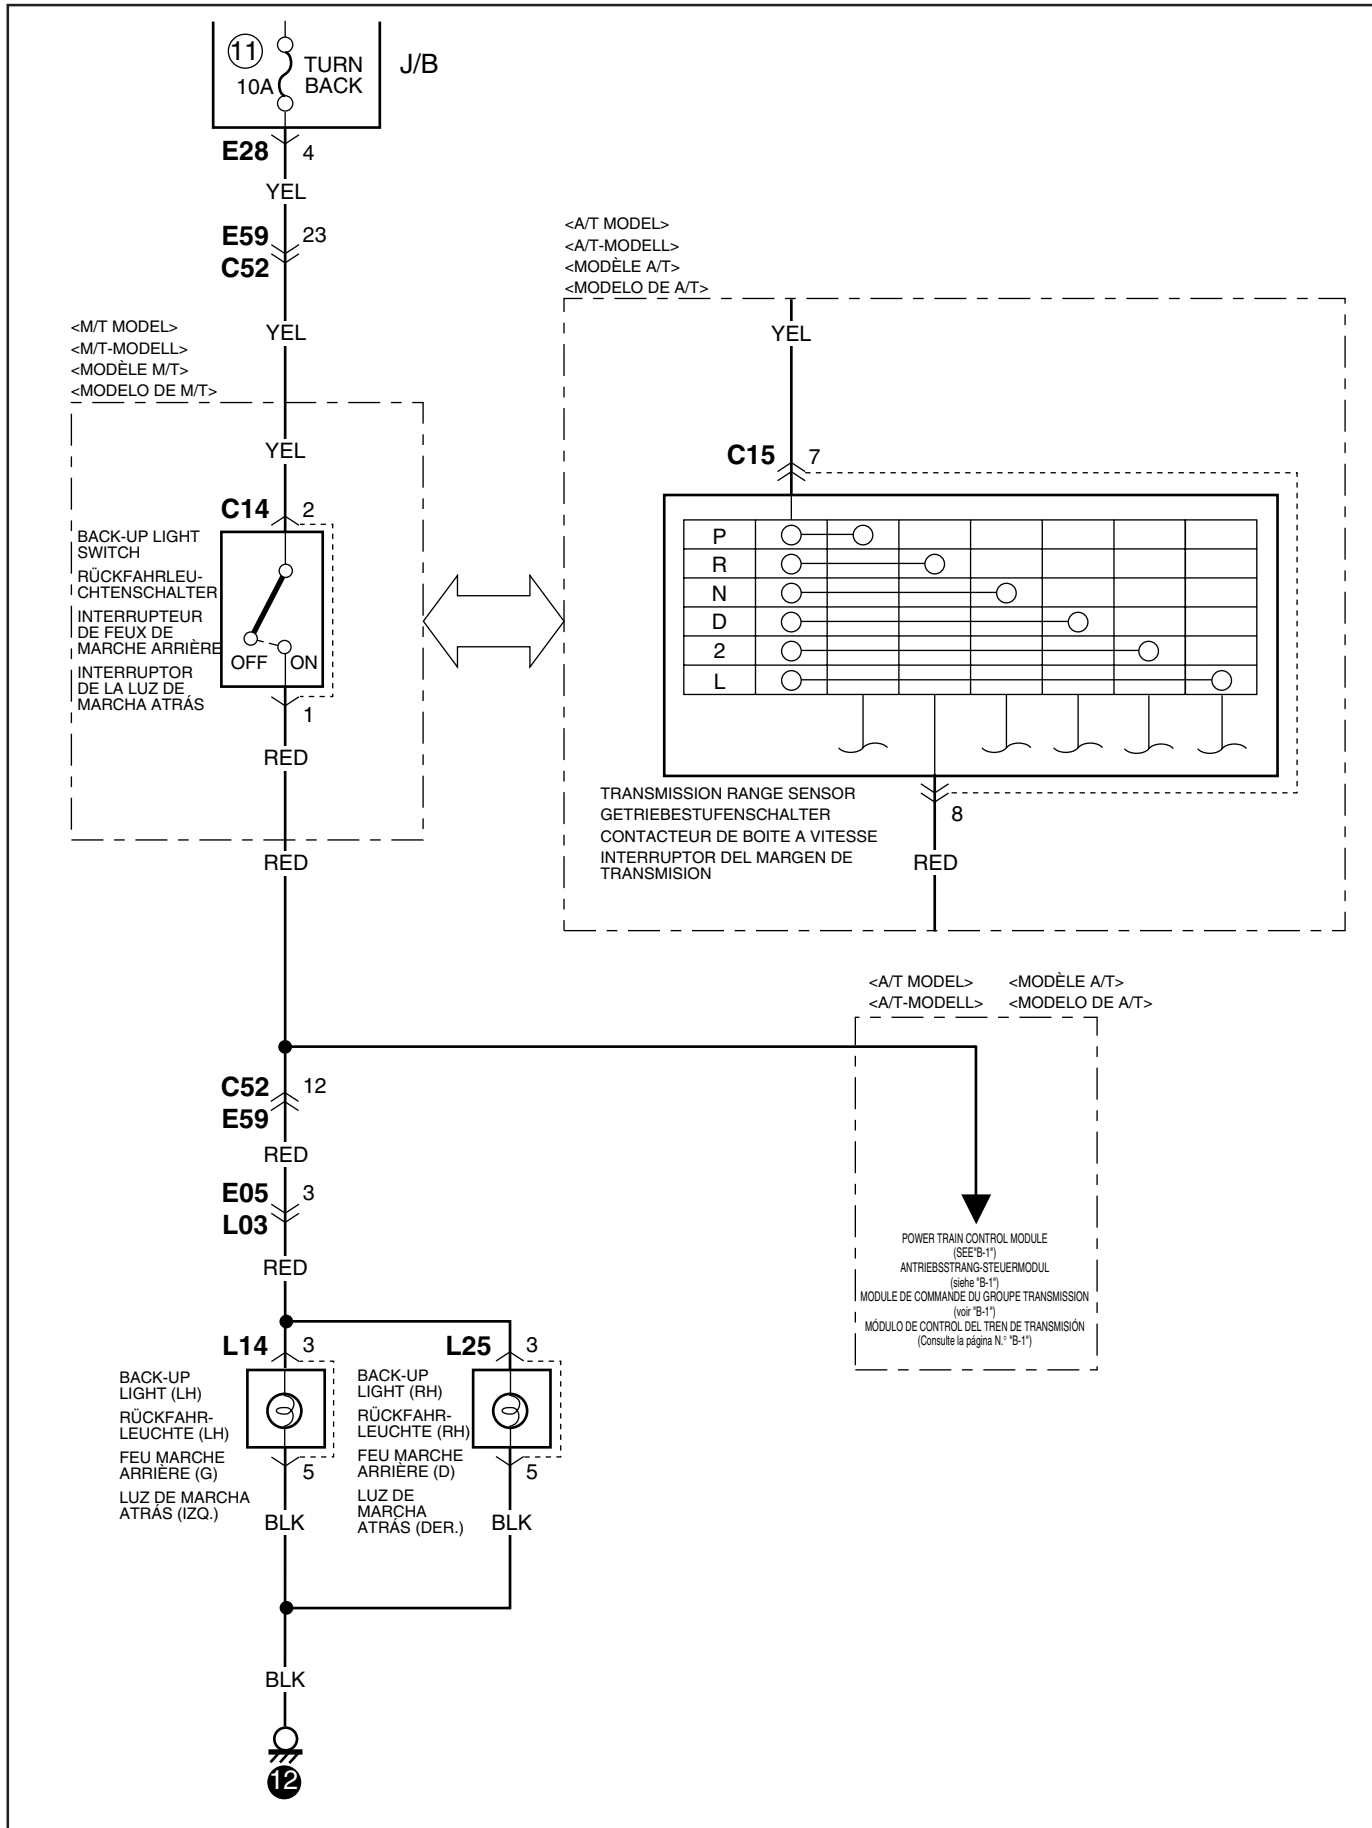 11
10A
TURN
BACK
J/B
E28 4
YEL
E59 23
C52
YEL
<M/T MODEL>
<M/T-MODELL>
<MODÈLE M/T>
<MODELO DE M/T>
YEL
C14 2
BACK-UP LIGHT
SWITCH
RÜCKFAHRLEU-
CHTENSCHALTER
INTERRUPTEUR
DE FEUX DE
MARCHE ARRIÈRE
INTERRUPTOR
DE LA LUZ DE
MARCHA ATRÁS
OFF ON
1
RED
RED
<A/T MODEL>
<A/T-MODELL>
<MODÈLE A/T>
<MODELO DE A/T>
YEL
C15 7
P
R
N
D
2
L
TRANSMISSION RANGE SENSOR
GETRIEBESTUFENSCHALTER
CONTACTEUR DE BOITE A VITESSE
INTERRUPTOR DEL MARGEN DE
TRANSMISION
8
RED
<A/T MODEL> <MODÈLE A/T>
<A/T-MODELL> <MODELO DE A/T>
POWER TRAIN CONTROL MODULE
(SEE"B-1")
ANTRIEBSSTRANG-STEUERMODUL
(siehe "B-1")
MODULE DE COMMANDE DU GROUPE TRANSMISSION
(voir "B-1")
MÓDULO DE CONTROL DEL TREN DE TRANSMISIÓN
(Consulte la página N.° "B-1")
C52 12
E59
RED
E05 3
L03
RED
L14 3
BACK-UP
LIGHT (LH)
RÜCKFAHR-
LEUCHTE (LH)
FEU MARCHE
ARRIÈRE (G)
LUZ DE MARCHA
ATRÁS (IZQ.)
5
BLK
L25 3
BACK-UP
LIGHT (RH)
RÜCKFAHR-
LEUCHTE (RH)
FEU MARCHE
ARRIÈRE (D)
LUZ DE
MARCHA
ATRÁS (DER.)
5
BLK
BLK
12